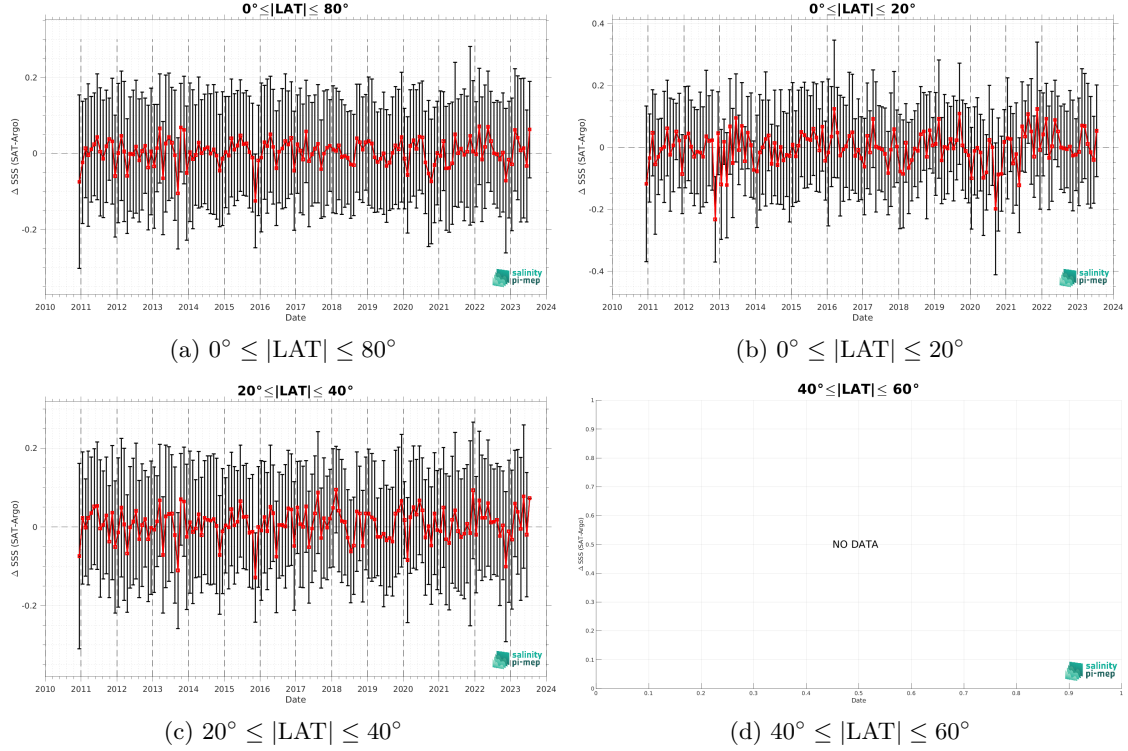 0°≤|LAT|≤ 80°
Δ SSS (SAT-Argo)
0.2
0
-0.2
2010 2011 2012 2013 2014 2015 2016 2017 2018 2019 2020 2021 2022 2023 2024
Date
salinity
pi-mep
(a) 0° ≤ |LAT| ≤ 80°
0°≤|LAT|≤ 20°
Δ SSS (SAT-Argo)
0.4
0.2
0
-0.2
-0.4
2010 2011 2012 2013 2014 2015 2016 2017 2018 2019 2020 2021 2022 2023 2024
Date
salinity
pi-mep
(b) 0° ≤ |LAT| ≤ 20°
20°≤|LAT|≤ 40°
Δ SSS (SAT-Argo)
0.2
0
-0.2
2010 2011 2012 2013 2014 2015 2016 2017 2018 2019 2020 2021 2022 2023 2024
Date
salinity
pi-mep
(c) 20° ≤ |LAT| ≤ 40°
40°≤|LAT|≤ 60°
Δ SSS (SAT-Argo)
1
0.9
0.8
0.7
0.6
0.5
0.4
0.3
0.2
0.1
0
NO DATA
0 0.1 0.2 0.3 0.4 0.5 0.6 0.7 0.8 0.9 1
Date
salinity
pi-mep
(d) 40° ≤ |LAT| ≤ 60°